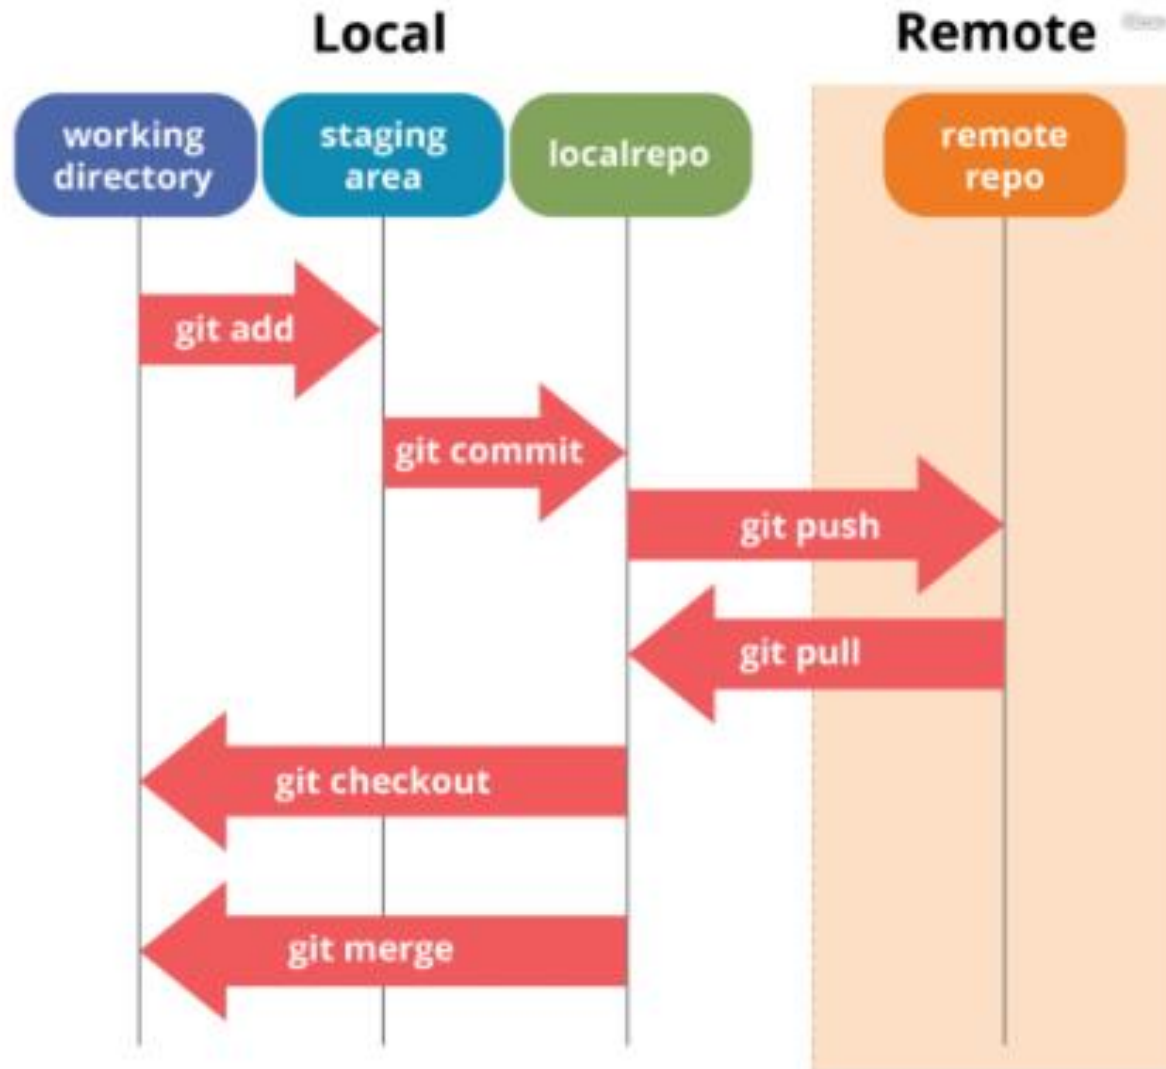 Local
Remote
working
directory
staging
area
localrepo
remote
repo
git add
git commit
git push
git pull
git checkout
git merge